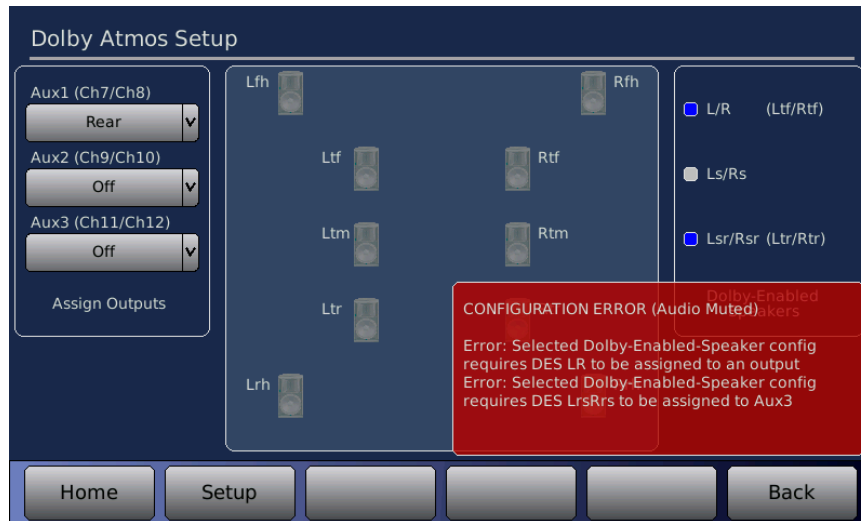 Dolby Atmos Setup
Aux1 (Ch7/Ch8)
Rear
Aux2 (Ch9/Ch10)
Off
Aux3 (Ch11/Ch12)
Off
Assign Outputs
Lfh
Rfh
Ltf
Rtf
Ltm
Rtm
Ltr
Lrh
L/R (Ltf/Rtf)
Ls/Rs
Lsr/Rsr (Ltr/Rtr)
Dolby-Enabled
Speakers
CONFIGURATION ERROR (Audio Muted)
Error: Selected Dolby-Enabled-Speaker config
requires DES LR to be assigned to an output
Error: Selected Dolby-Enabled-Speaker config
requires DES LrsRrs to be assigned to Aux3
Home
Setup
Back